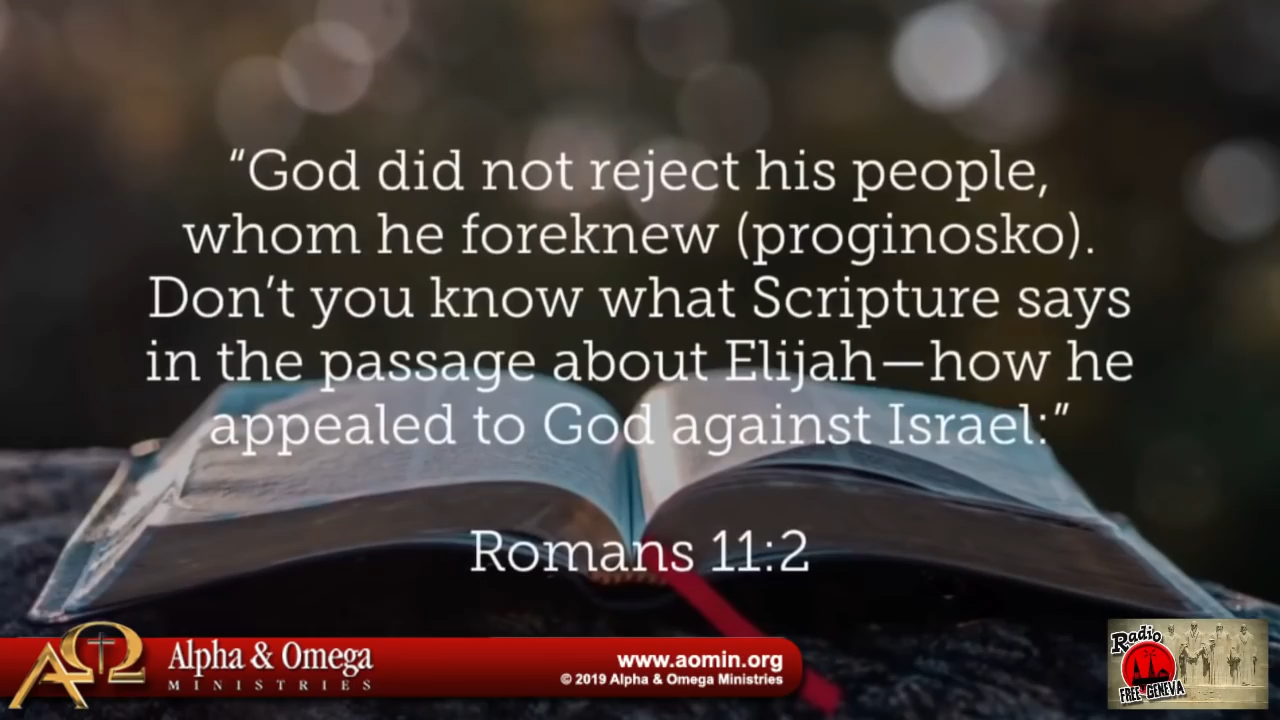 “God did not reject his people,
whom he foreknew (proginosko).
Don’t you know what Scripture says
in the passage about Elijah—how he
appealed to God against Israel:”
Romans 11:2
Alpha & Omega
MINISTRIES
www.aomin.org
© 2019 Alpha & Omega Ministries
Radio
FREE GENEVA